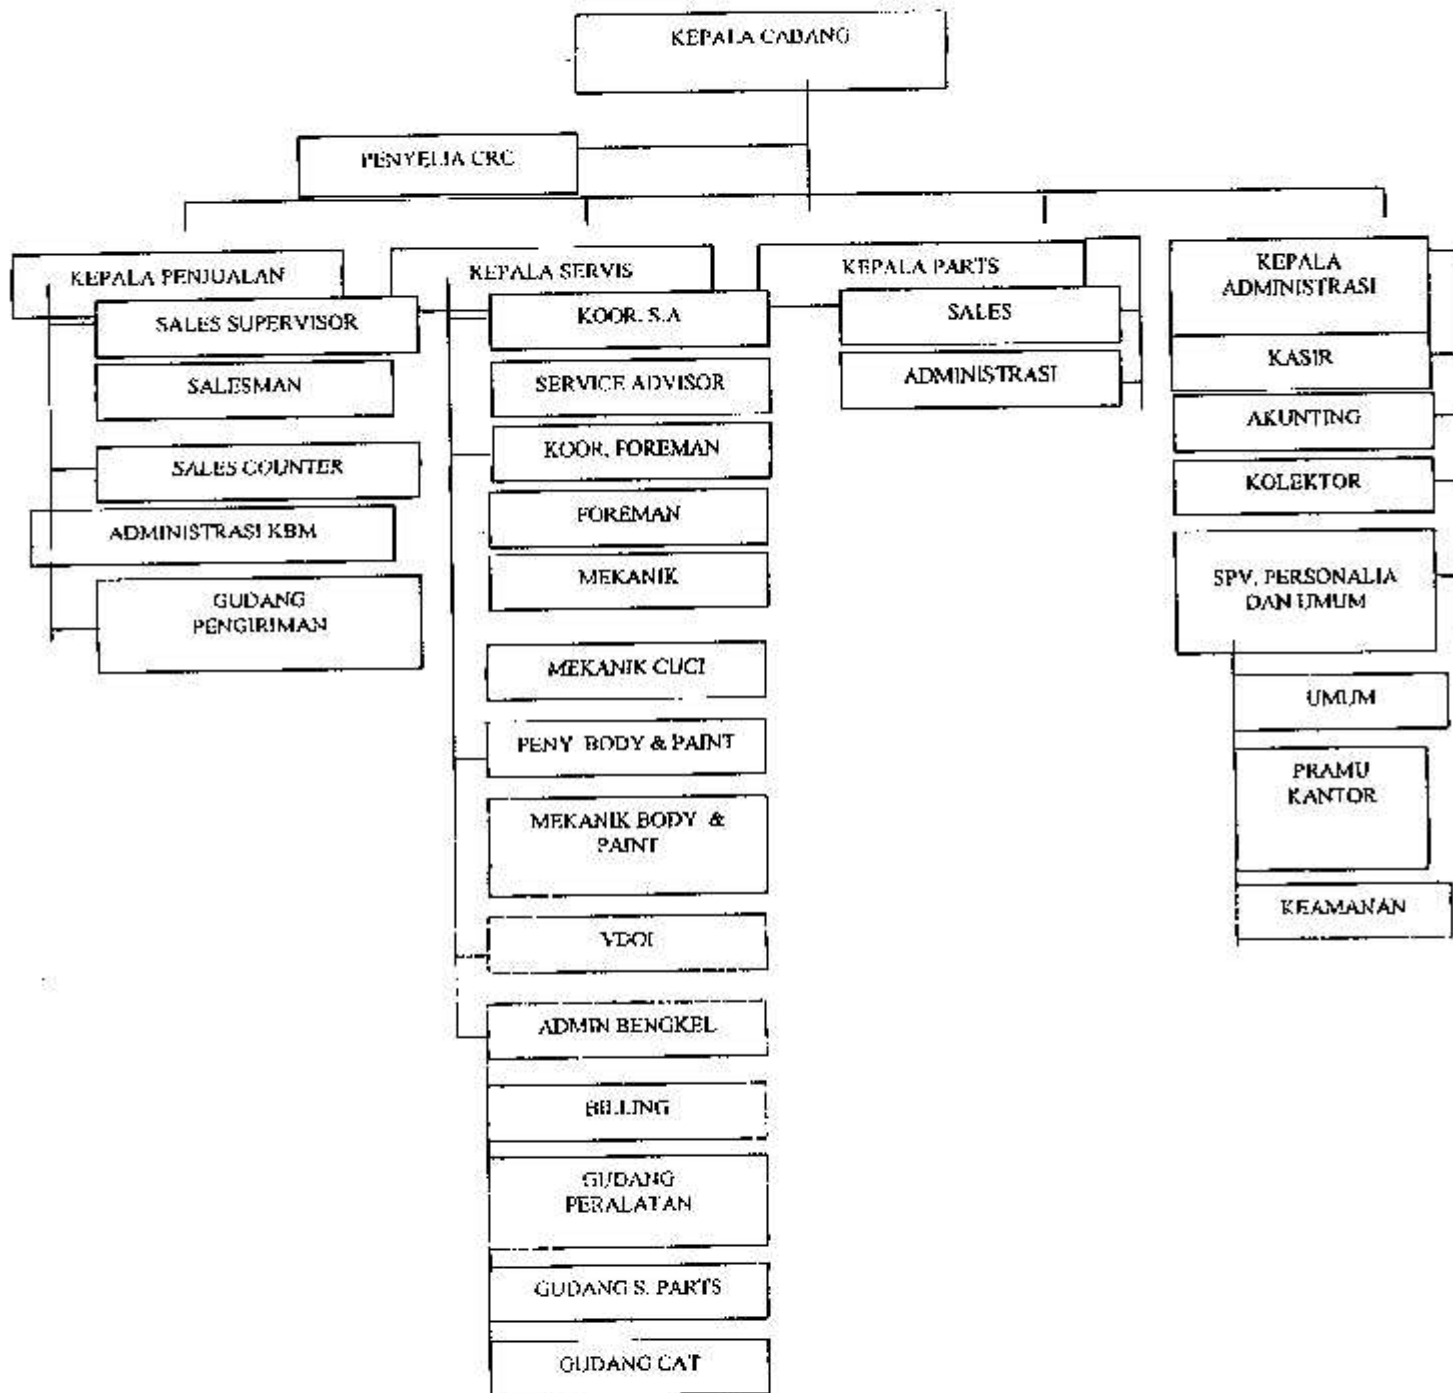 KEPALA CABANG
PENYELIA CRC
KEPALA PENJUALAN
SALES SUPERVISOR
SALESMAN
SALES COUNTER
ADMINISTRASI KBM
GUDANG
PENGIRIMAN
KEPALA SERVIS
KOOR. S.A
SERVICE ADVISOR
KOOR. FOREMAN
FOREMAN
MEKANIK
MEKANIK CUCI
PENY BODY & PAINT
MEKANIK BODY &
PAINT
VDOI
ADMIN BENGKEL
BILLING
GUDANG
PERALATAN
GUDANG S. PARTS
GUDANG CAT
KEPALA PARTS
SALES
ADMINISTRASI
KEPALA
ADMINISTRASI
KASIR
AKUNTING
KOLEKTOR
SPV. PERSONALIA
DAN UMUM
UMUM
PRAMU
KANTOR
KEAMANAN